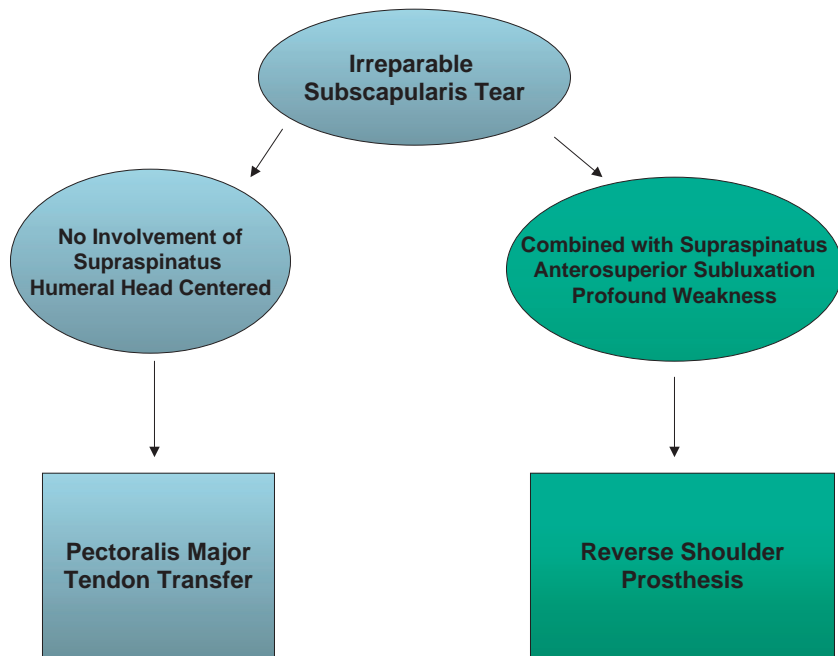 Irreparable
Subscapularis Tear
No Involvement of
Supraspinatus
Humeral Head Centered
Combined with Supraspinatus
Anterosuperior Subluxation
Profound Weakness
Pectoralis Major
Tendon Transfer
Reverse Shoulder
Prosthesis